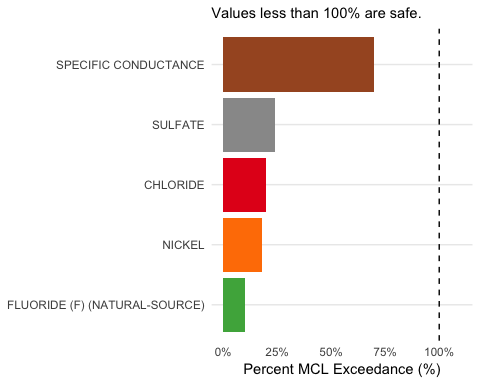 Values less than 100% are safe.
SPECIFIC CONDUCTANCE
SULFATE
CHLORIDE
NICKEL
FLUORIDE (F) (NATURAL-SOURCE)
0% 25% 50% 75% 100%
Percent MCL Exceedance (%)